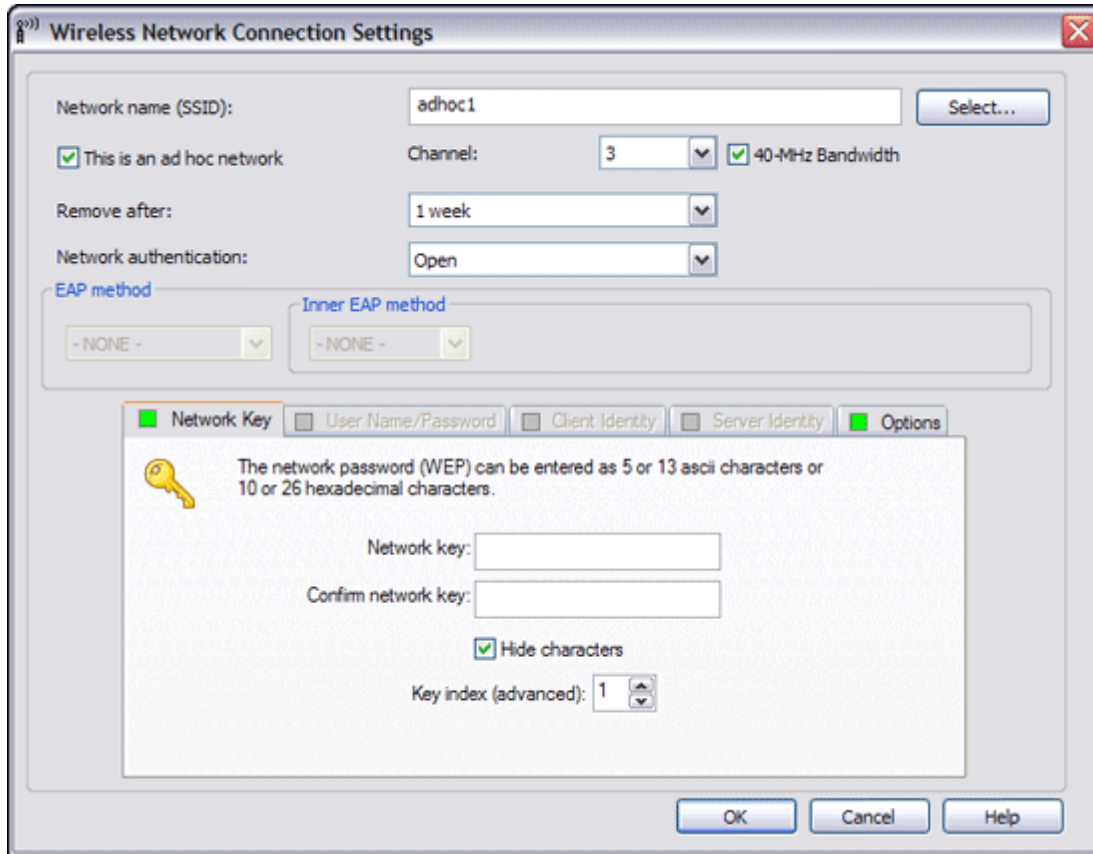 Wireless Network Connection Settings
Network name (SSID): adhoc1 Select...
This is an ad hoc network Channel: 3 40-MHz Bandwidth
Remove after: 1 week
Network authentication: Open
EAP method
Inner EAP method
- NONE - - NONE -
Network Key User Name/Password Client Identity Server Identity Options
The network password (WEP) can be entered as 5 or 13 ascii characters or
10 or 26 hexadecimal characters.
Network key:
Confirm network key:
Hide characters
Key index (advanced): 1
OK Cancel Help